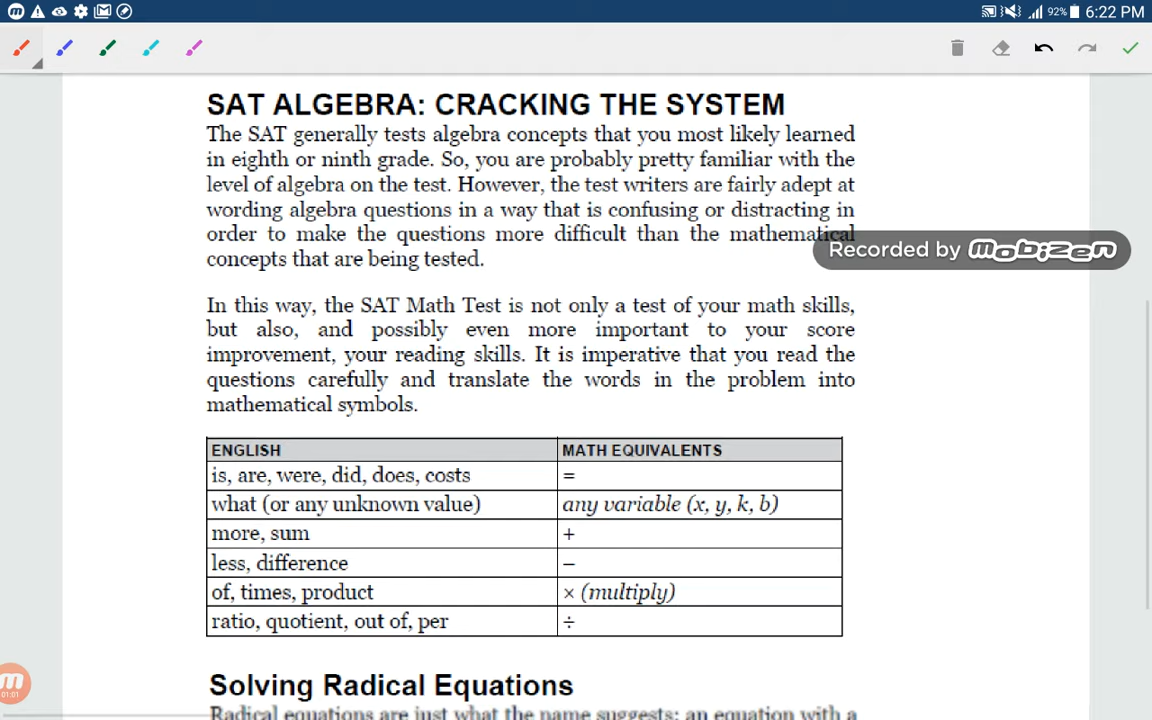 92% 6:22 PM
SAT ALGEBRA: CRACKING THE SYSTEM
The SAT generally tests algebra concepts that you most likely learned
in eighth or ninth grade. So, you are probably pretty familiar with the
level of algebra on the test. However, the test writers are fairly adept at
wording algebra questions in a way that is confusing or distracting in
order to make the questions more difficult than the mathematical
concepts that are being tested.
Recorded by mobizen
In this way, the SAT Math Test is not only a test of your math skills,
but also, and possibly even more important to your score
improvement, your reading skills. It is imperative that you read the
questions carefully and translate the words in the problem into
mathematical symbols.
ENGLISH MATH EQUIVALENTS
is, are, were, did, does, costs =
what (or any unknown value) any variable (x, y, k, b)
more, sum +
less, difference –
of, times, product × (multiply)
ratio, quotient, out of, per ÷
01:01
Solving Radical Equations
Radical equations are just what the name suggests: an equation with a